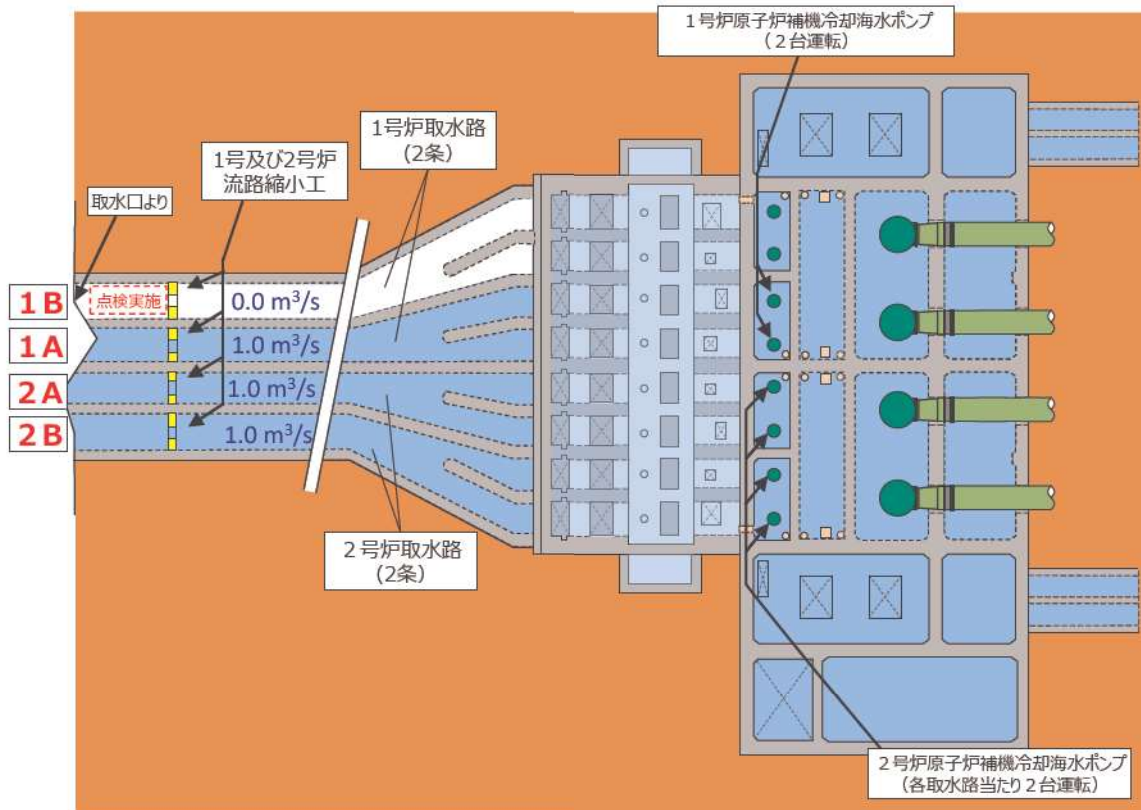 1号炉原子炉補機冷却海水ポンプ
(２台運転)
1号炉取水路
(2条)
1号及び2号炉
流路縮小工
取水口より
1B
点検実施
0.0 m³/s
1A
1.0 m³/s
2A
1.0 m³/s
2B
1.0 m³/s
２号炉取水路
(2条)
２号炉原子炉補機冷却海水ポンプ
(各取水路当たり２台運転)